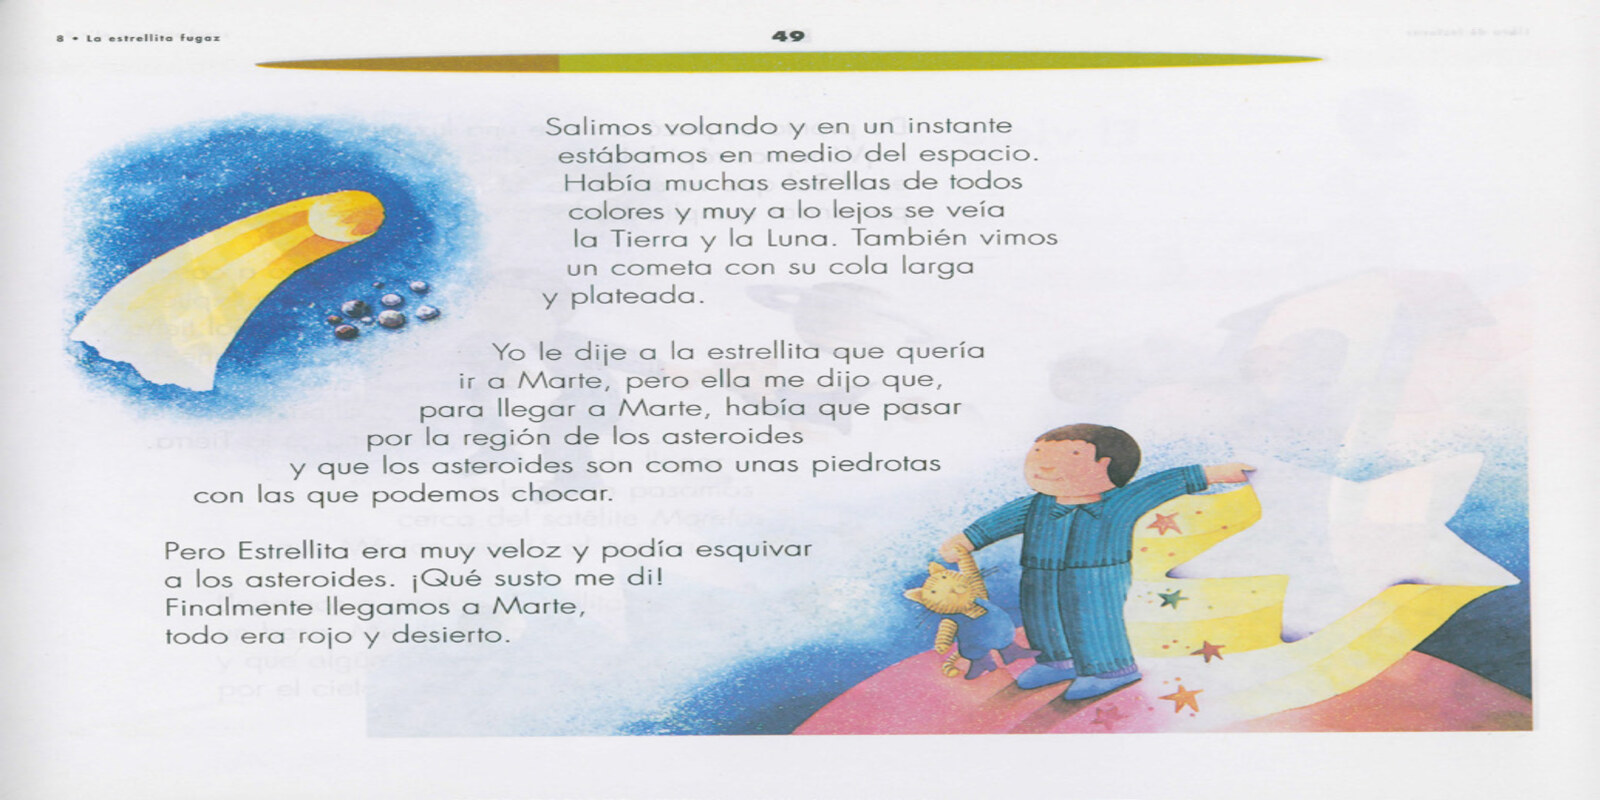 8 • La estrellita fugaz
49
Salimos volando y en un instante
estábamos en medio del espacio.
Había muchas estrellas de todos
colores y muy a lo lejos se veía
la Tierra y la Luna. También vimos
un cometa con su cola larga
y plateada.
Yo le dije a la estrellita que quería
ir a Marte, pero ella me dijo que,
para llegar a Marte, había que pasar
por la región de los asteroides
y que los asteroides son como unas piedrotas
con las que podemos chocar.
Pero Estrellita era muy veloz y podía esquivar
a los asteroides. ¡Qué susto me di!
Finalmente llegamos a Marte,
todo era rojo y desierto.